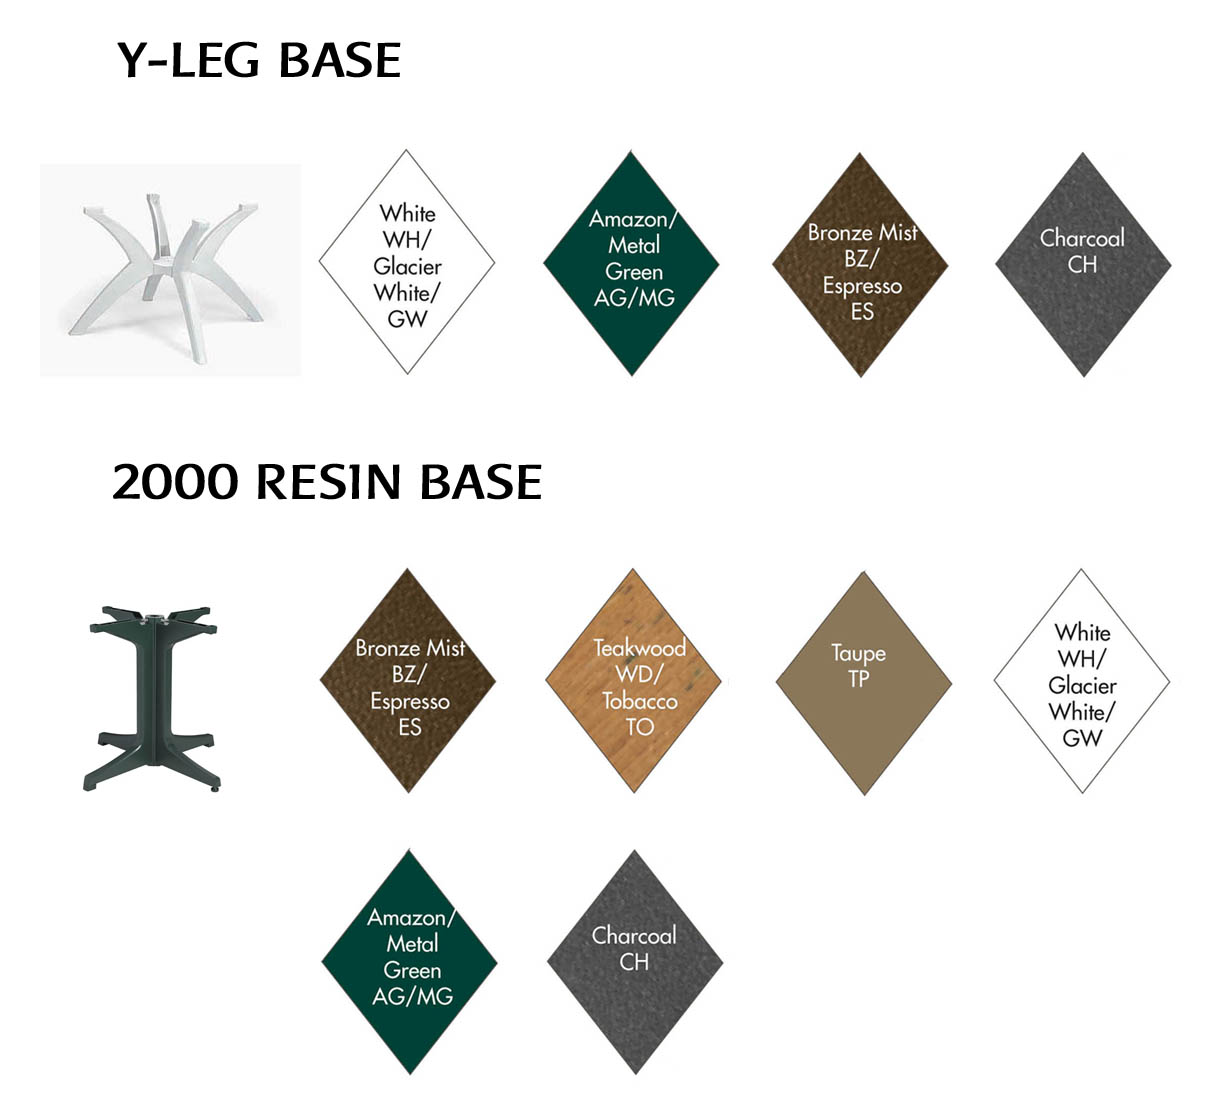 Y-LEG BASE
White
WH/
Glacier
White/
GW
Amazon/
Metal
Green
AG/MG
Bronze Mist
BZ/
Espresso
ES
Charcoal
CH
2000 RESIN BASE
Bronze Mist
BZ/
Espresso
ES
Teakwood
WD/
Tobacco
TO
Taupe
TP
White
WH/
Glacier
White/
GW
Amazon/
Metal
Green
AG/MG
Charcoal
CH